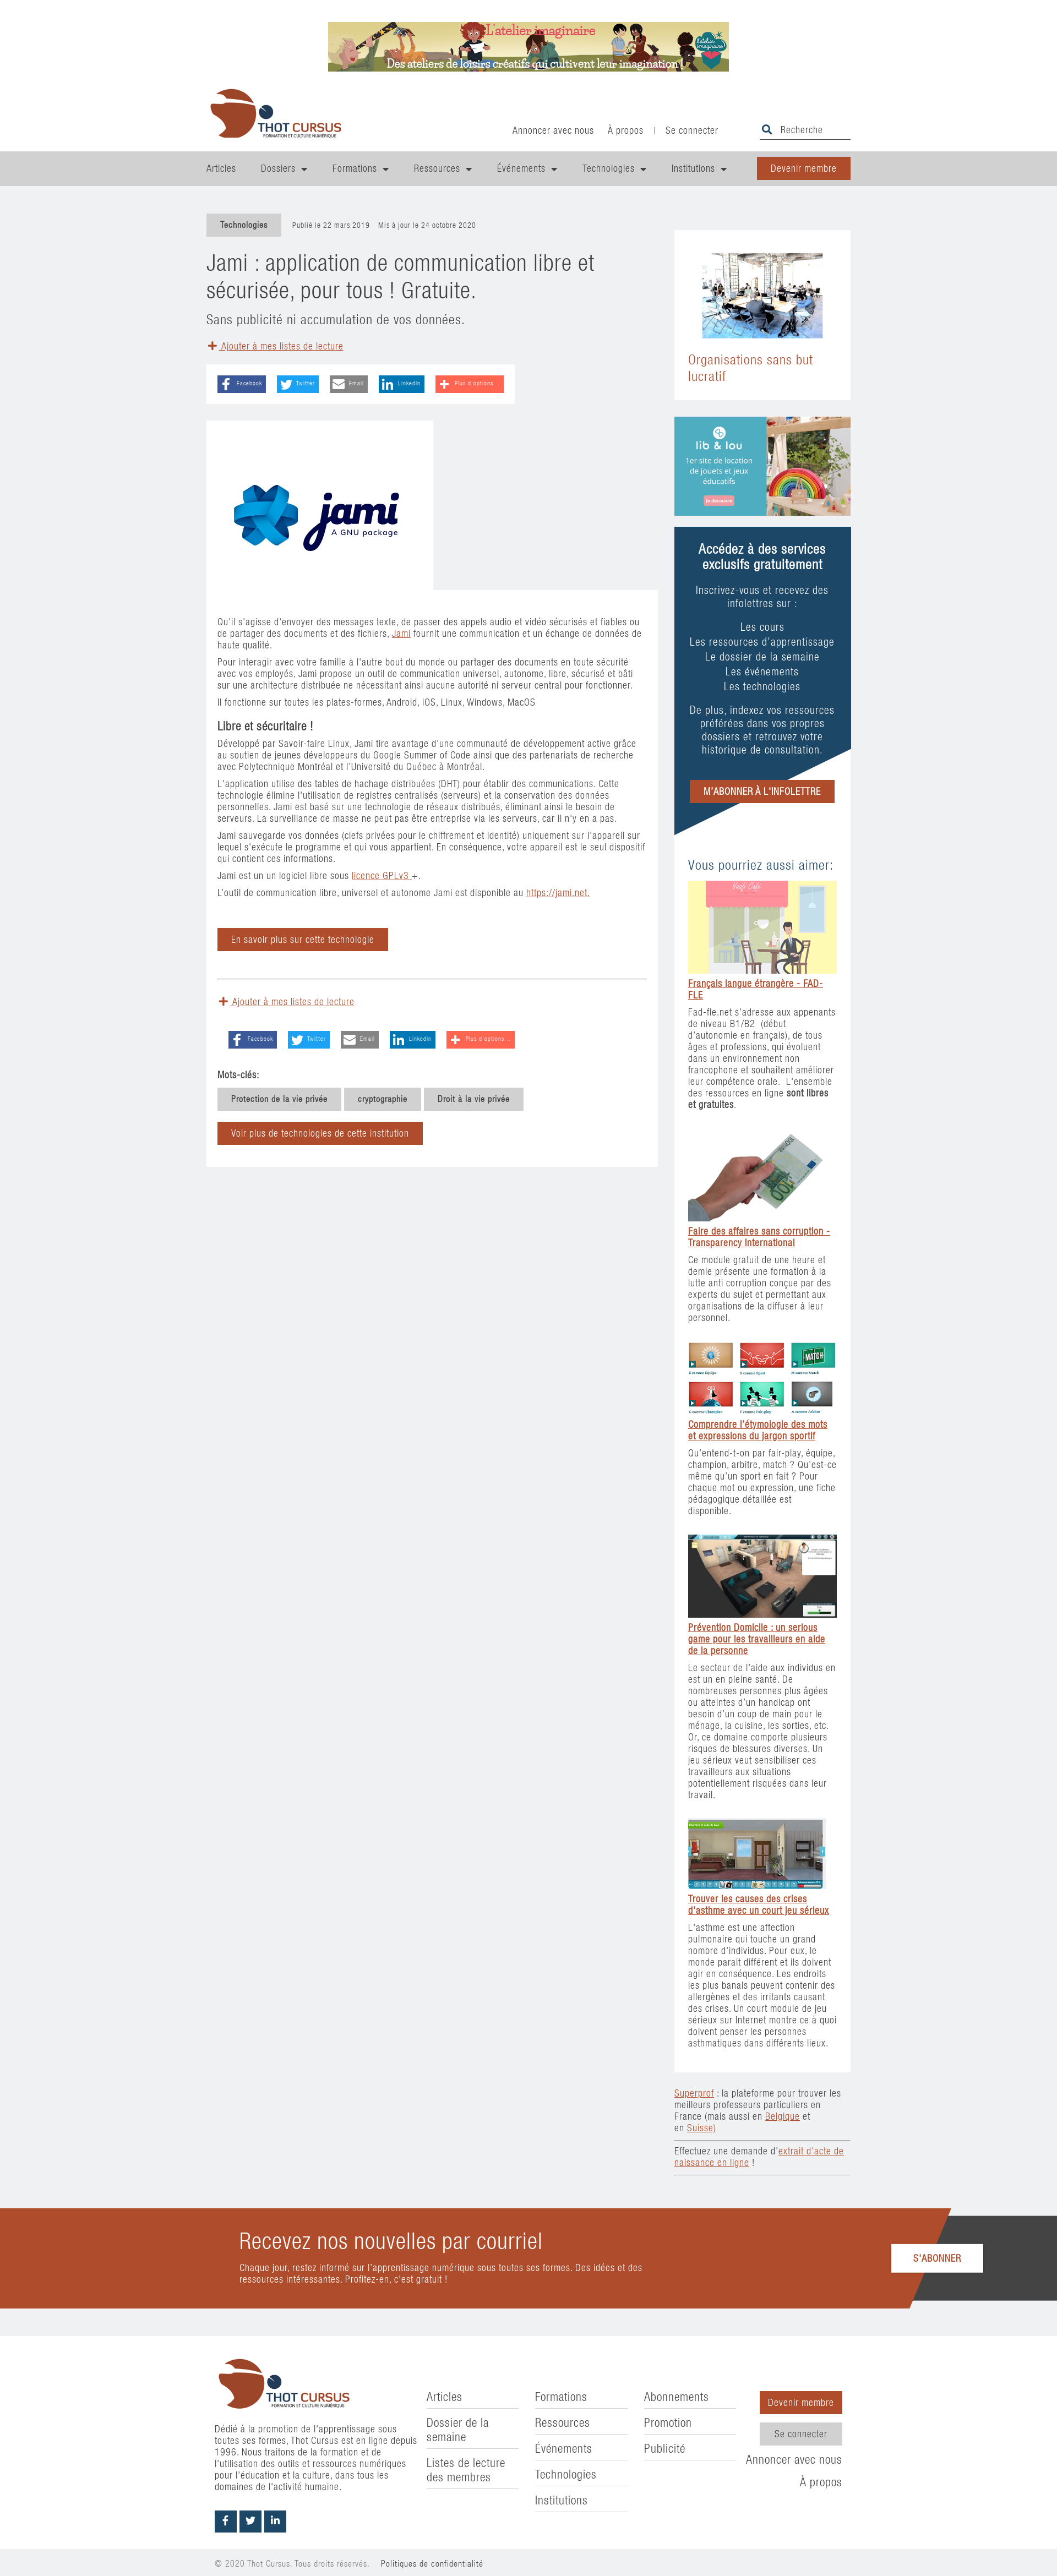 L'atelier imaginaire
Des ateliers de loisirs créatifs qui cultivent leur imagination !
L'atelier imaginaire
THOT CURSUS
FORMATION ET CULTURE NUMÉRIQUE
Annoncer avec nous À propos | Se connecter Recherche
Articles Dossiers Formations Ressources Événements Technologies Institutions Devenir membre
Technologies Publié le 22 mars 2019 Mis à jour le 24 octobre 2020
Jami : application de communication libre et
sécurisée, pour tous ! Gratuite.
Sans publicité ni accumulation de vos données.
Ajouter à mes listes de lecture
Facebook Twitter Email LinkedIn Plus d'options...
jami
A GNU package
Qu'il s'agisse d'envoyer des messages texte, de passer des appels audio et vidéo sécurisés et fiables ou
de partager des documents et des fichiers, Jami fournit une communication et un échange de données de
haute qualité.
Pour interagir avec votre famille à l'autre bout du monde ou partager des documents en toute sécurité
avec vos employés, Jami propose un outil de communication universel, autonome, libre, sécurisé et bâti
sur une architecture distribuée ne nécessitant ainsi aucune autorité ni serveur central pour fonctionner.
Il fonctionne sur toutes les plates-formes, Android, iOS, Linux, Windows, MacOS
Libre et sécuritaire !
Développé par Savoir-faire Linux, Jami tire avantage d'une communauté de développement active grâce
au soutien de jeunes développeurs du Google Summer of Code ainsi que des partenariats de recherche
avec Polytechnique Montréal et l'Université du Québec à Montréal.
L'application utilise des tables de hachage distribuées (DHT) pour établir des communications. Cette
technologie élimine l'utilisation de registres centralisés (serveurs) et la conservation des données
personnelles. Jami est basé sur une technologie de réseaux distribués, éliminant ainsi le besoin de
serveurs. La surveillance de masse ne peut pas être entreprise via les serveurs, car il n'y en a pas.
Jami sauvegarde vos données (clefs privées pour le chiffrement et identité) uniquement sur l'appareil sur
lequel s'exécute le programme et qui vous appartient. En conséquence, votre appareil est le seul dispositif
qui contient ces informations.
Jami est un un logiciel libre sous licence GPLv3 +.
L'outil de communication libre, universel et autonome Jami est disponible au https://jami.net.
En savoir plus sur cette technologie
Ajouter à mes listes de lecture
Facebook Twitter Email LinkedIn Plus d'options...
Mots-clés:
Protection de la vie privée cryptographie Droit à la vie privée
Voir plus de technologies de cette institution
Organisations sans but
lucratif
lib & lou
1er site de location
de jouets et jeux
éducatifs
Je découvre
Accédez à des services
exclusifs gratuitement
Inscrivez-vous et recevez des
infolettres sur :
Les cours
Les ressources d'apprentissage
Le dossier de la semaine
Les événements
Les technologies
De plus, indexez vos ressources
préférées dans vos propres
dossiers et retrouvez votre
historique de consultation.
M'ABONNER À L'INFOLETTRE
Vous pourriez aussi aimer:
Français langue étrangère - FAD-
FLE
Fad-fle.net s'adresse aux apprenants
de niveau B1/B2 (début
d'autonomie en français), de tous
âges et professions, qui évoluent
dans un environnement non
francophone et souhaitent améliorer
leur compétence orale. L'ensemble
des ressources en ligne sont libres
et gratuites.
Faire des affaires sans corruption -
Transparency International
Ce module gratuit de une heure et
demie présente une formation à la
lutte anti corruption conçue par des
experts du sujet et permettant aux
organisations de la diffuser à leur
personnel.
MATCH
Comprendre l'étymologie des mots
et expressions du jargon sportif
Qu'entend-t-on par fair-play, équipe,
champion, arbitre, match ? Qu'est-ce
même qu'un sport en fait ? Pour
chaque mot ou expression, une fiche
pédagogique détaillée est
disponible.
Prévention Domicile : un serious
game pour les travailleurs en aide
de la personne
Le secteur de l'aide aux individus en
est un en pleine santé. De
nombreuses personnes plus âgées
ou atteintes d'un handicap ont
besoin d'un coup de main pour le
ménage, la cuisine, les sorties, etc.
Or, ce domaine comporte plusieurs
risques de blessures diverses. Un
jeu sérieux veut sensibiliser ces
travailleurs aux situations
potentiellement risquées dans leur
travail.
Trouver les causes des crises
d'asthme avec un court jeu sérieux
L'asthme est une affection
pulmonaire qui touche un grand
nombre d'individus. Pour eux, le
monde parait différent et ils doivent
agir en conséquence. Les endroits
les plus banals peuvent contenir des
allergènes et des irritants causant
des crises. Un court module de jeu
sérieux sur Internet montre ce à quoi
doivent penser les personnes
asthmatiques dans différents lieux.
Superprof : la plateforme pour trouver les
meilleurs professeurs particuliers en
France (mais aussi en Belgique et
en Suisse)
Effectuez une demande d'extrait d'acte de
naissance en ligne !
Recevez nos nouvelles par courriel
Chaque jour, restez informé sur l'apprentissage numérique sous toutes ses formes. Des idées et des
ressources intéressantes. Profitez-en, c'est gratuit !
S'ABONNER
THOT CURSUS
FORMATION ET CULTURE NUMÉRIQUE
Dédié à la promotion de l'apprentissage sous
toutes ses formes, Thot Cursus est en ligne depuis
1996. Nous traitons de la formation et de
l'utilisation des outils et ressources numériques
pour l'éducation et la culture, dans tous les
domaines de l'activité humaine.
Articles
Dossier de la
semaine
Listes de lecture
des membres
Formations
Ressources
Événements
Technologies
Institutions
Abonnements
Promotion
Publicité
Devenir membre
Se connecter
Annoncer avec nous
À propos
© 2020 Thot Cursus. Tous droits réservés. Politiques de confidentialité